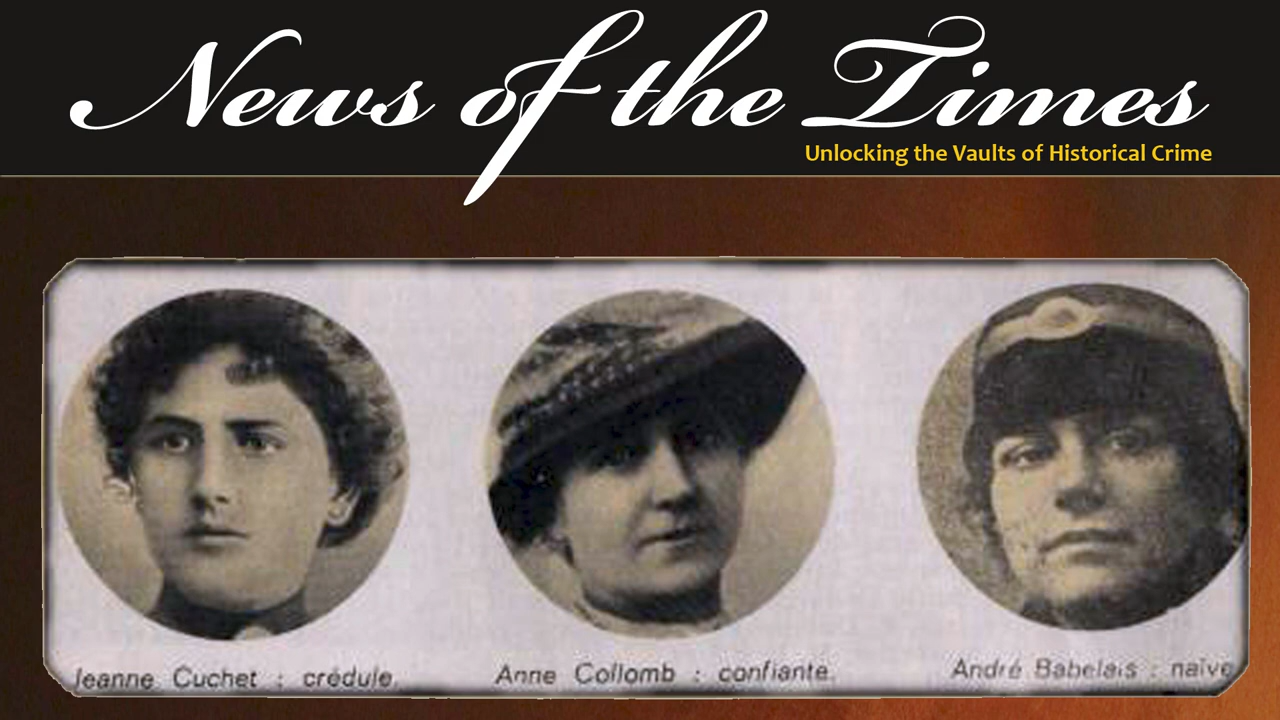 News of the Times
Unlocking the Vaults of Historical Crime
Jeanne Cuchet : crédule.
Anne Collomb : confiante.
André Babelais : naïve